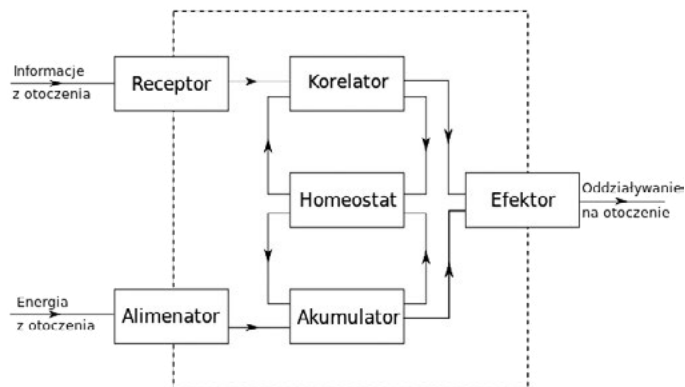 Informacje
z otoczenia
Receptor
Korelator
Homeostat
Efektor
Oddziaływanie
na otoczenie
Energia
z otoczenia
Alimenator
Akumulator